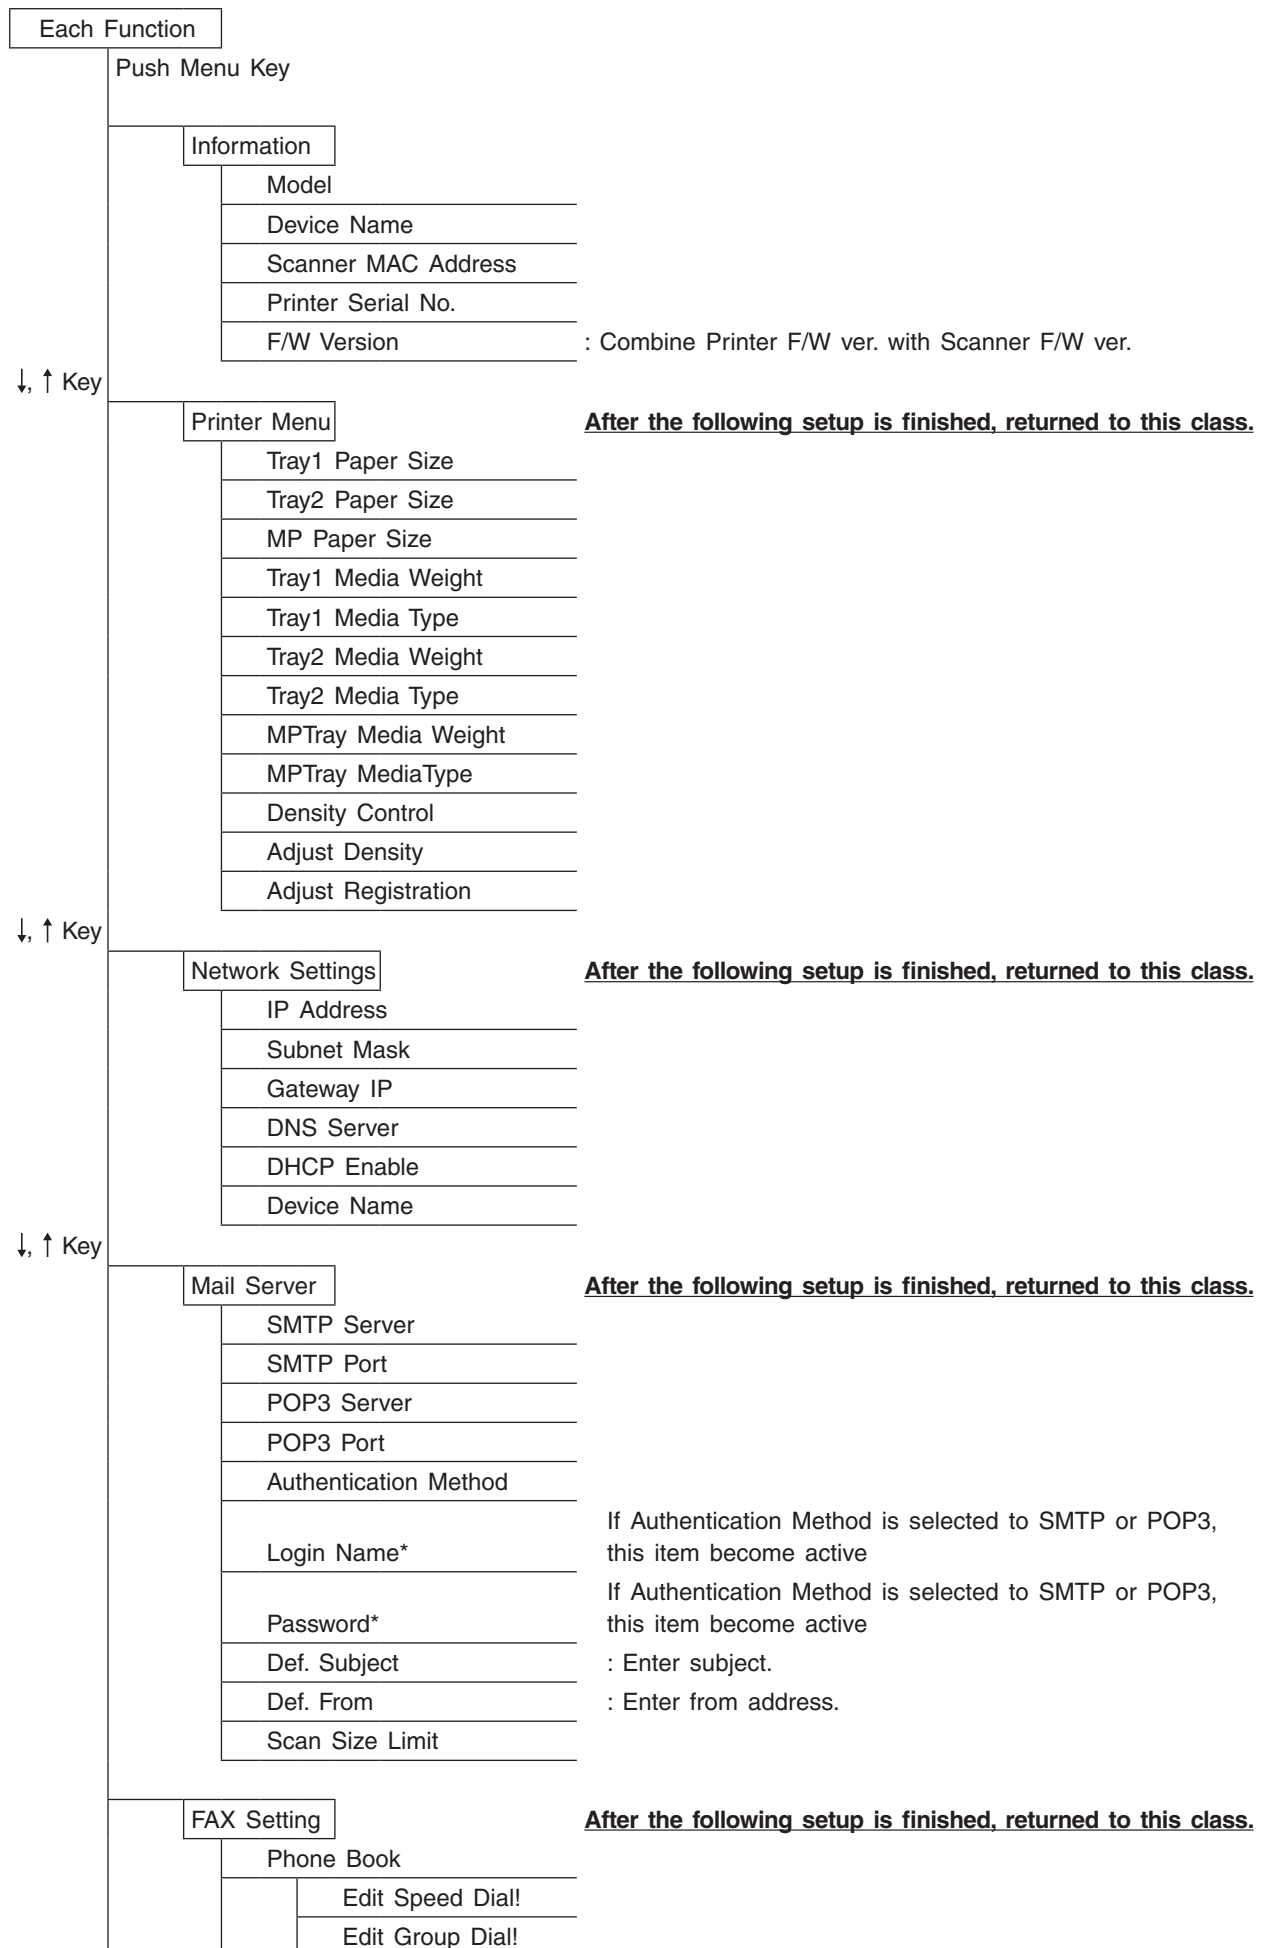 Each Function
Push Menu Key
Information
Model
Device Name
Scanner MAC Address
Printer Serial No.
F/W Version : Combine Printer F/W ver. with Scanner F/W ver.
↓, ↑ Key
Printer Menu After the following setup is finished, returned to this class.
Tray1 Paper Size
Tray2 Paper Size
MP Paper Size
Tray1 Media Weight
Tray1 Media Type
Tray2 Media Weight
Tray2 Media Type
MPTray Media Weight
MPTray MediaType
Density Control
Adjust Density
Adjust Registration
↓, ↑ Key
Network Settings After the following setup is finished, returned to this class.
IP Address
Subnet Mask
Gateway IP
DNS Server
DHCP Enable
Device Name
↓, ↑ Key
Mail Server After the following setup is finished, returned to this class.
SMTP Server
SMTP Port
POP3 Server
POP3 Port
Authentication Method
If Authentication Method is selected to SMTP or POP3,
Login Name* this item become active
If Authentication Method is selected to SMTP or POP3,
Password* this item become active
Def. Subject : Enter subject.
Def. From : Enter from address.
Scan Size Limit
FAX Setting After the following setup is finished, returned to this class.
Phone Book
Edit Speed Dial!
Edit Group Dial!